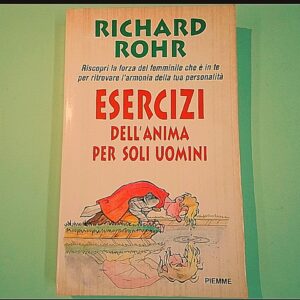 RICHARD
ROHR
Riscopri la forza del femminile che è in te
per ritrovare l'armonia della tua personalità
ESERCIZI
DELL'ANIMA
PER SOLI UOMINI
PIEMME